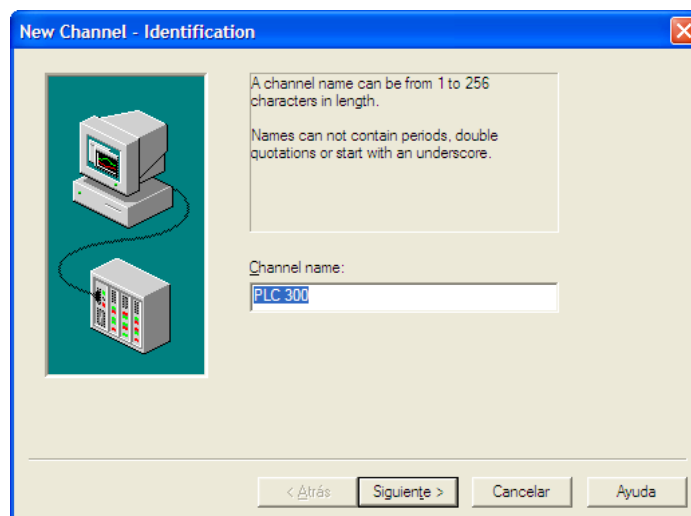 New Channel - Identification
A channel name can be from 1 to 256
characters in length.
Names can not contain periods, double
quotations or start with an underscore.
Channel name:
PLC 300
< Atrás
Siguiente >
Cancelar
Ayuda